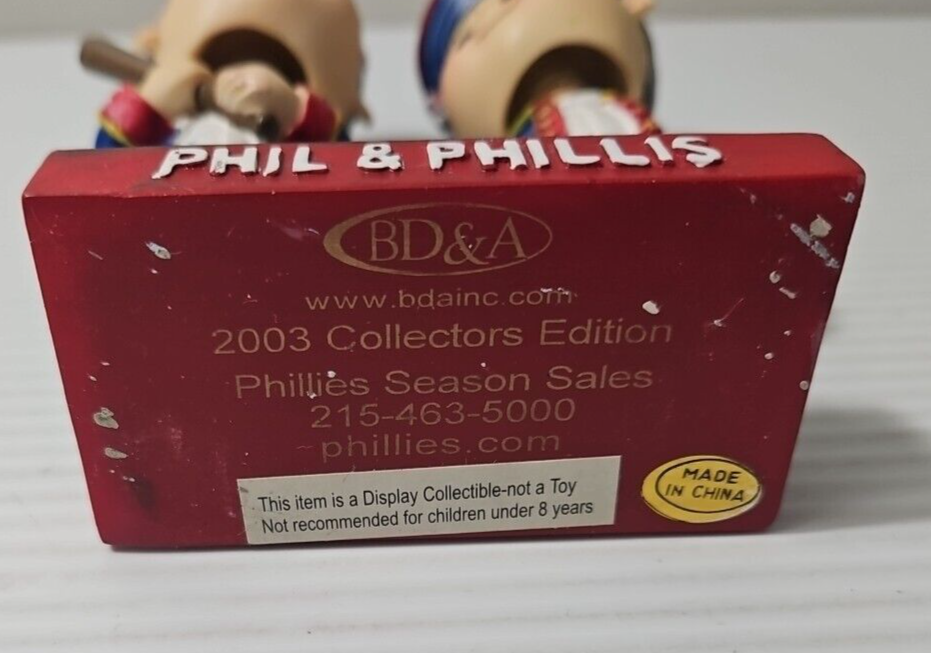 PHIL & PHILLIS
BD&A
www.bdainc.com
2003 Collectors Edition
Phillies Season Sales
215-463-5000
phillies.com
This item is a Display Collectible-not a Toy
Not recommended for children under 8 years
MADE
IN CHINA